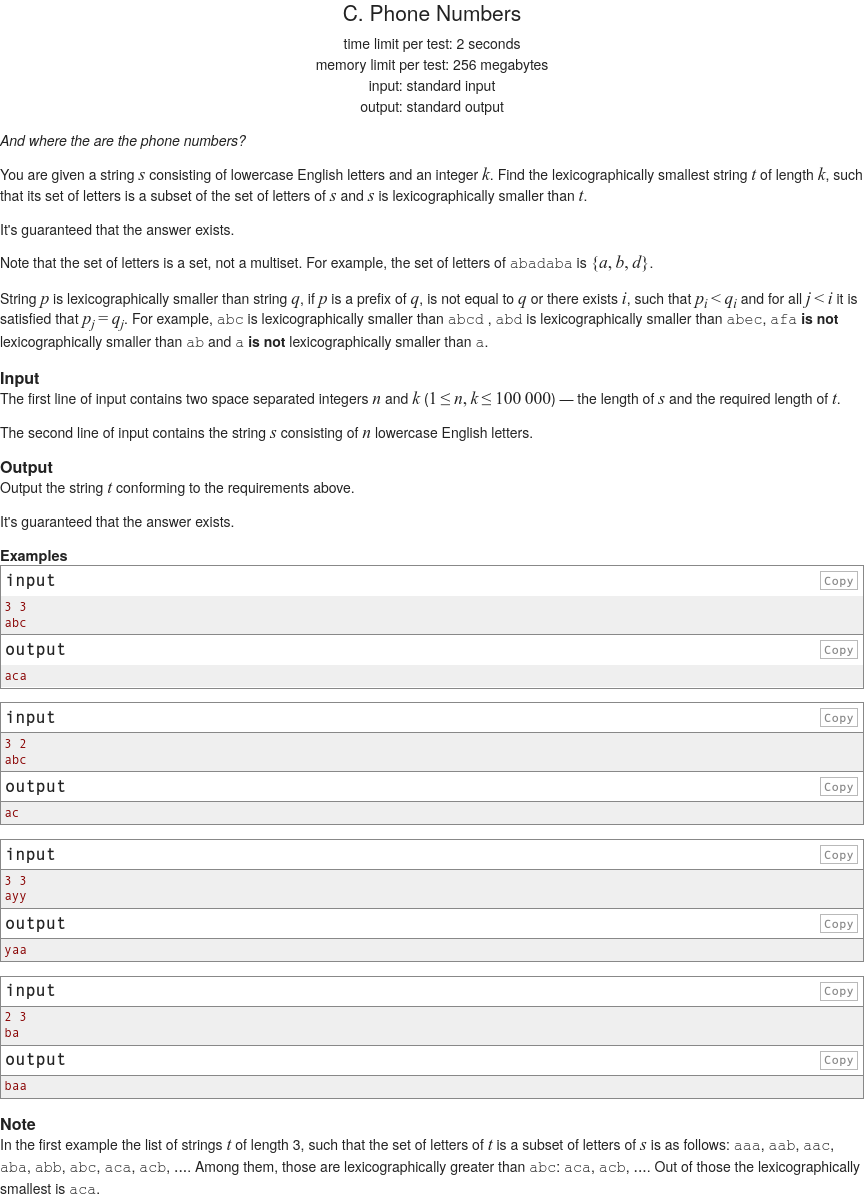 C. Phone Numbers
time limit per test: 2 seconds
memory limit per test: 256 megabytes
input: standard input
output: standard output
And where the are the phone numbers?
You are given a string s consisting of lowercase English letters and an integer k. Find the lexicographically smallest string t of length k, such
that its set of letters is a subset of the set of letters of s and s is lexicographically smaller than t.
It's guaranteed that the answer exists.
Note that the set of letters is a set, not a multiset. For example, the set of letters of abadaba is {a, b, d}.
String p is lexicographically smaller than string q, if p is a prefix of q, is not equal to q or there exists i, such that p_i < q_i and for all j < i it is
satisfied that p_j = q_j. For example, abc is lexicographically smaller than abcd , abd is lexicographically smaller than abec, afa is not
lexicographically smaller than ab and a is not lexicographically smaller than a.
Input
The first line of input contains two space separated integers n and k (1 ≤ n, k ≤ 100 000) — the length of s and the required length of t.
The second line of input contains the string s consisting of n lowercase English letters.
Output
Output the string t conforming to the requirements above.
It's guaranteed that the answer exists.
Examples
input Copy
3 3
abc
output Copy
aca
input Copy
3 2
abc
output Copy
ac
input Copy
3 3
ayy
output Copy
yaa
input Copy
2 3
ba
output Copy
baa
Note
In the first example the list of strings t of length 3, such that the set of letters of t is a subset of letters of s is as follows: aaa, aab, aac,
aba, abb, abc, aca, acb, .... Among them, those are lexicographically greater than abc: aca, acb, .... Out of those the lexicographically
smallest is aca.